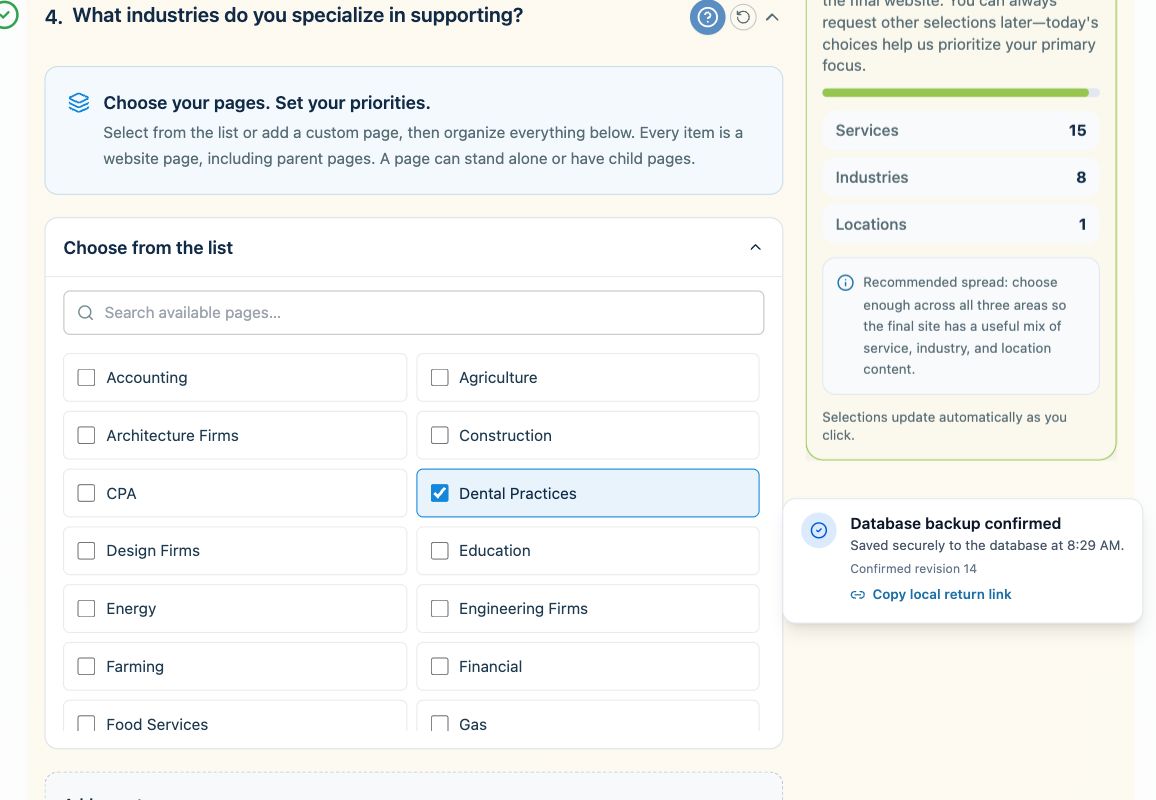 4. What industries do you specialize in supporting?
Choose your pages. Set your priorities.
Select from the list or add a custom page, then organize everything below. Every item is a
website page, including parent pages. A page can stand alone or have child pages.
Choose from the list
Search available pages...
Accounting
Agriculture
Architecture Firms
Construction
CPA
Dental Practices
Design Firms
Education
Energy
Engineering Firms
Farming
Financial
Food Services
Gas
the final website. You can always
request other selections later—today's
choices help us prioritize your primary
focus.
Services 15
Industries 8
Locations 1
Recommended spread: choose
enough across all three areas so
the final site has a useful mix of
service, industry, and location
content.
Selections update automatically as you
click.
Database backup confirmed
Saved securely to the database at 8:29 AM.
Confirmed revision 14
Copy local return link